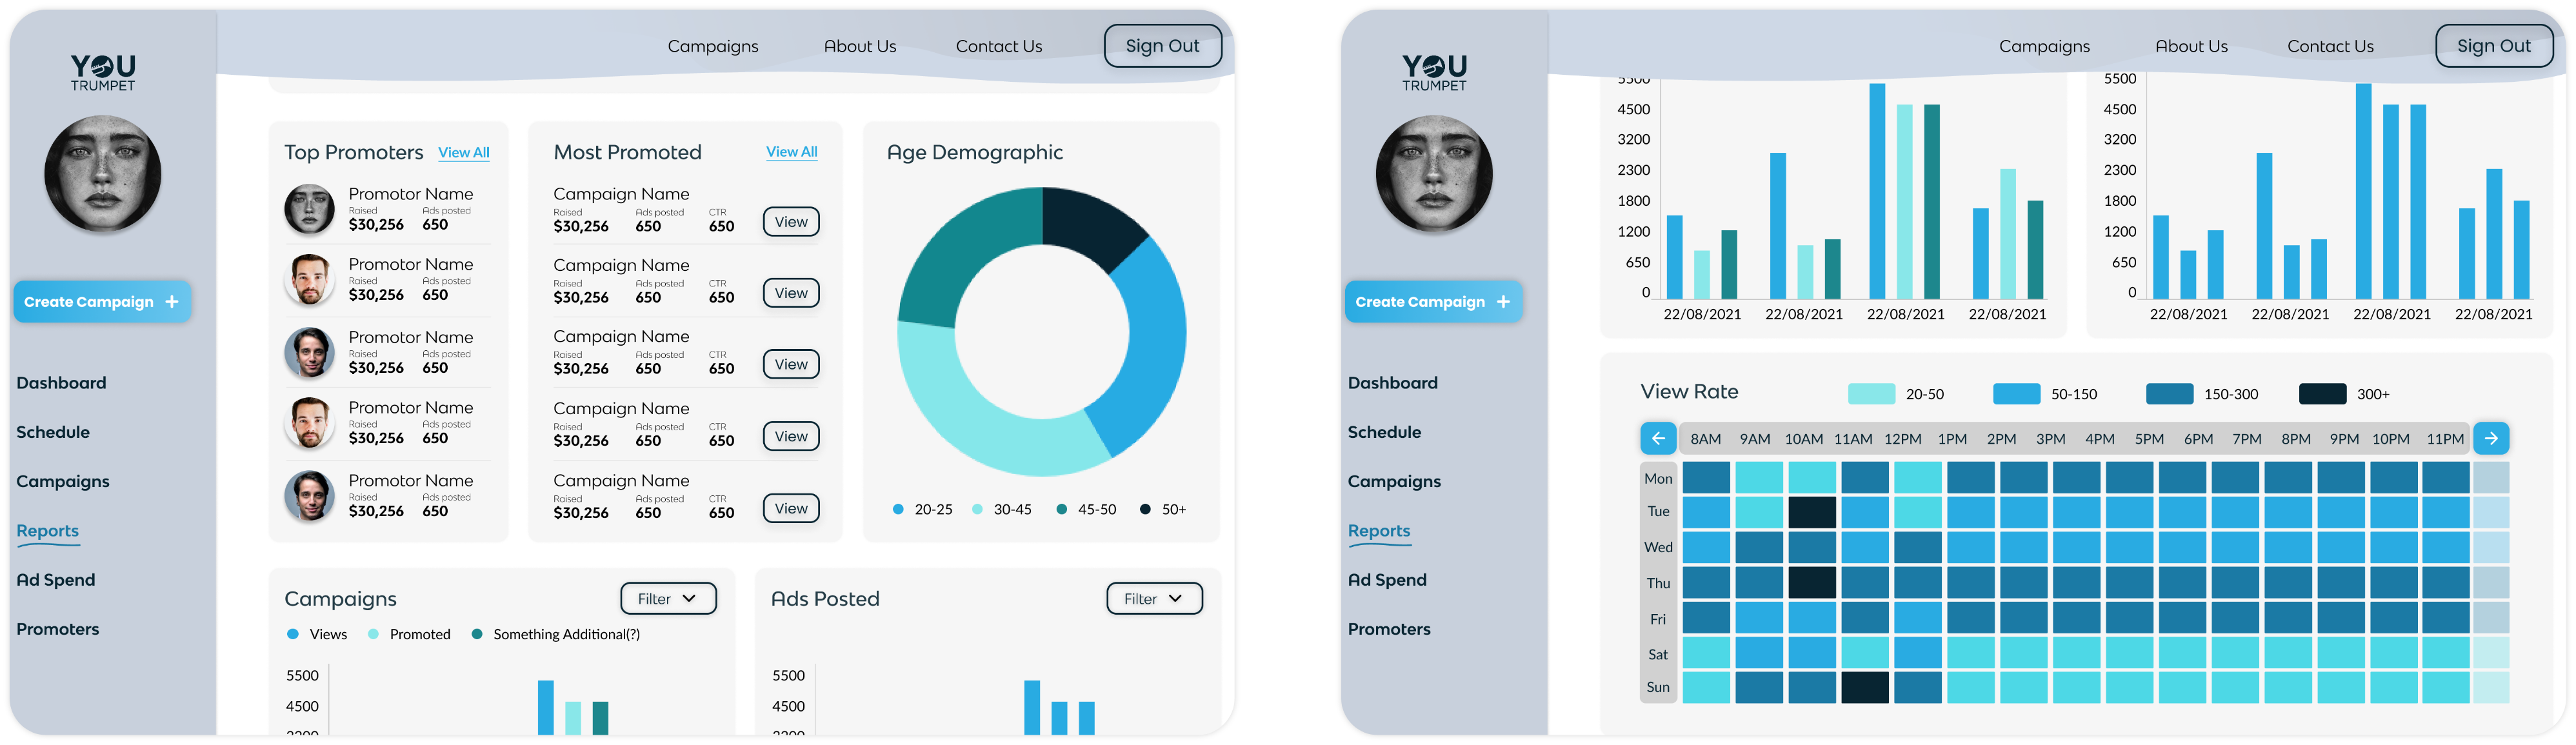 YOU
TRUMPET
Campaigns About Us Contact Us Sign Out
Create Campaign +
Dashboard
Schedule
Campaigns
Reports
Ad Spend
Promoters
Top Promoters View All
Promotor Name
Raised Ads posted
$30,256 650
Promotor Name
Raised Ads posted
$30,256 650
Promotor Name
Raised Ads posted
$30,256 650
Promotor Name
Raised Ads posted
$30,256 650
Promotor Name
Raised Ads posted
$30,256 650
Most Promoted View All
Campaign Name
Raised Ads posted CTR
$30,256 650 650 View
Campaign Name
Raised Ads posted CTR
$30,256 650 650 View
Campaign Name
Raised Ads posted CTR
$30,256 650 650 View
Campaign Name
Raised Ads posted CTR
$30,256 650 650 View
Campaign Name
Raised Ads posted CTR
$30,256 650 650 View
Age Demographic
20-25 30-45 45-50 50+
Campaigns Filter
Views Promoted Something Additional(?)
5500
4500
3200
Ads Posted Filter
5500
4500
3200
YOU
TRUMPET
Campaigns About Us Contact Us Sign Out
Create Campaign +
Dashboard
Schedule
Campaigns
Reports
Ad Spend
Promoters
5500
4500
3200
2300
1800
1200
650
0
22/08/2021 22/08/2021 22/08/2021 22/08/2021
5500
4500
3200
2300
1800
1200
650
0
22/08/2021 22/08/2021 22/08/2021 22/08/2021
View Rate 20-50 50-150 150-300 300+
8AM 9AM 10AM 11AM 12PM 1PM 2PM 3PM 4PM 5PM 6PM 7PM 8PM 9PM 10PM 11PM
Mon
Tue
Wed
Thu
Fri
Sat
Sun